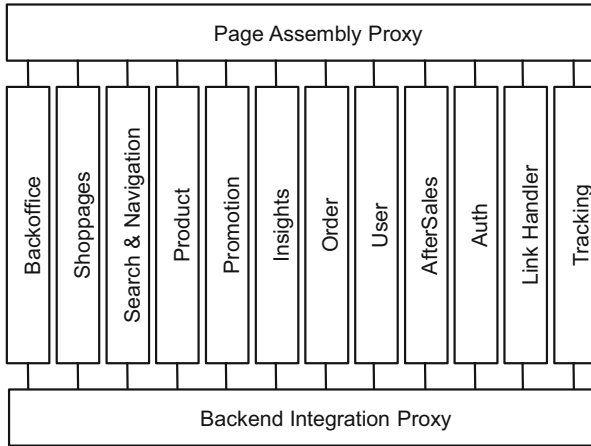 Page Assembly Proxy
Backoffice
Shoppages
Search & Navigation
Product
Promotion
Insights
Order
User
AfterSales
Auth
Link Handler
Tracking
Backend Integration Proxy